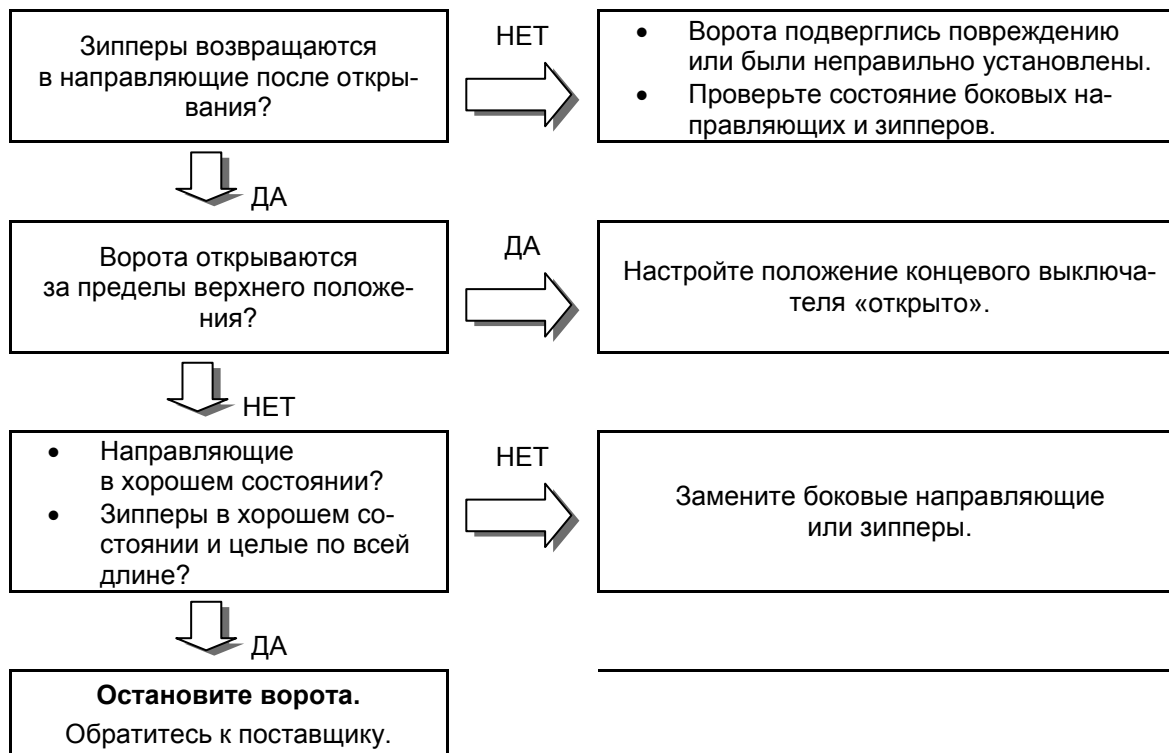 Зипперы возвращаются
в направляющие после откры-
вания?
НЕТ
• Ворота подверглись повреждению
или были неправильно установлены.
• Проверьте состояние боковых на-
правляющих и зипперов.
ДА
Ворота открываются
за пределы верхнего положе-
ния?
ДА
Настройте положение концевого выключа-
теля «открыто».
НЕТ
• Направляющие
в хорошем состоянии?
• Зипперы в хорошем со-
стоянии и целые по всей
длине?
НЕТ
Замените боковые направляющие
или зипперы.
ДА
Остановите ворота.
Обратитесь к поставщику.